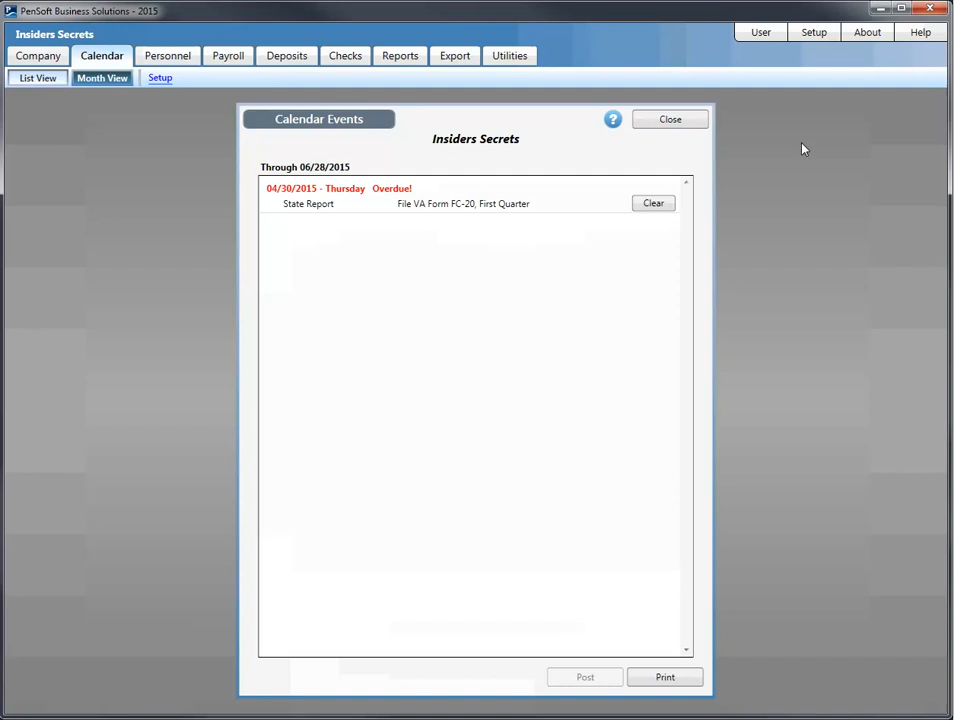 PenSoft Business Solutions - 2015
Insiders Secrets
User Setup About Help
Company Calendar Personnel Payroll Deposits Checks Reports Export Utilities
List View Month View Setup
Calendar Events ? Close
Insiders Secrets
Through 06/28/2015
04/30/2015 - Thursday Overdue!
State Report File VA Form FC-20, First Quarter Clear
Post Print